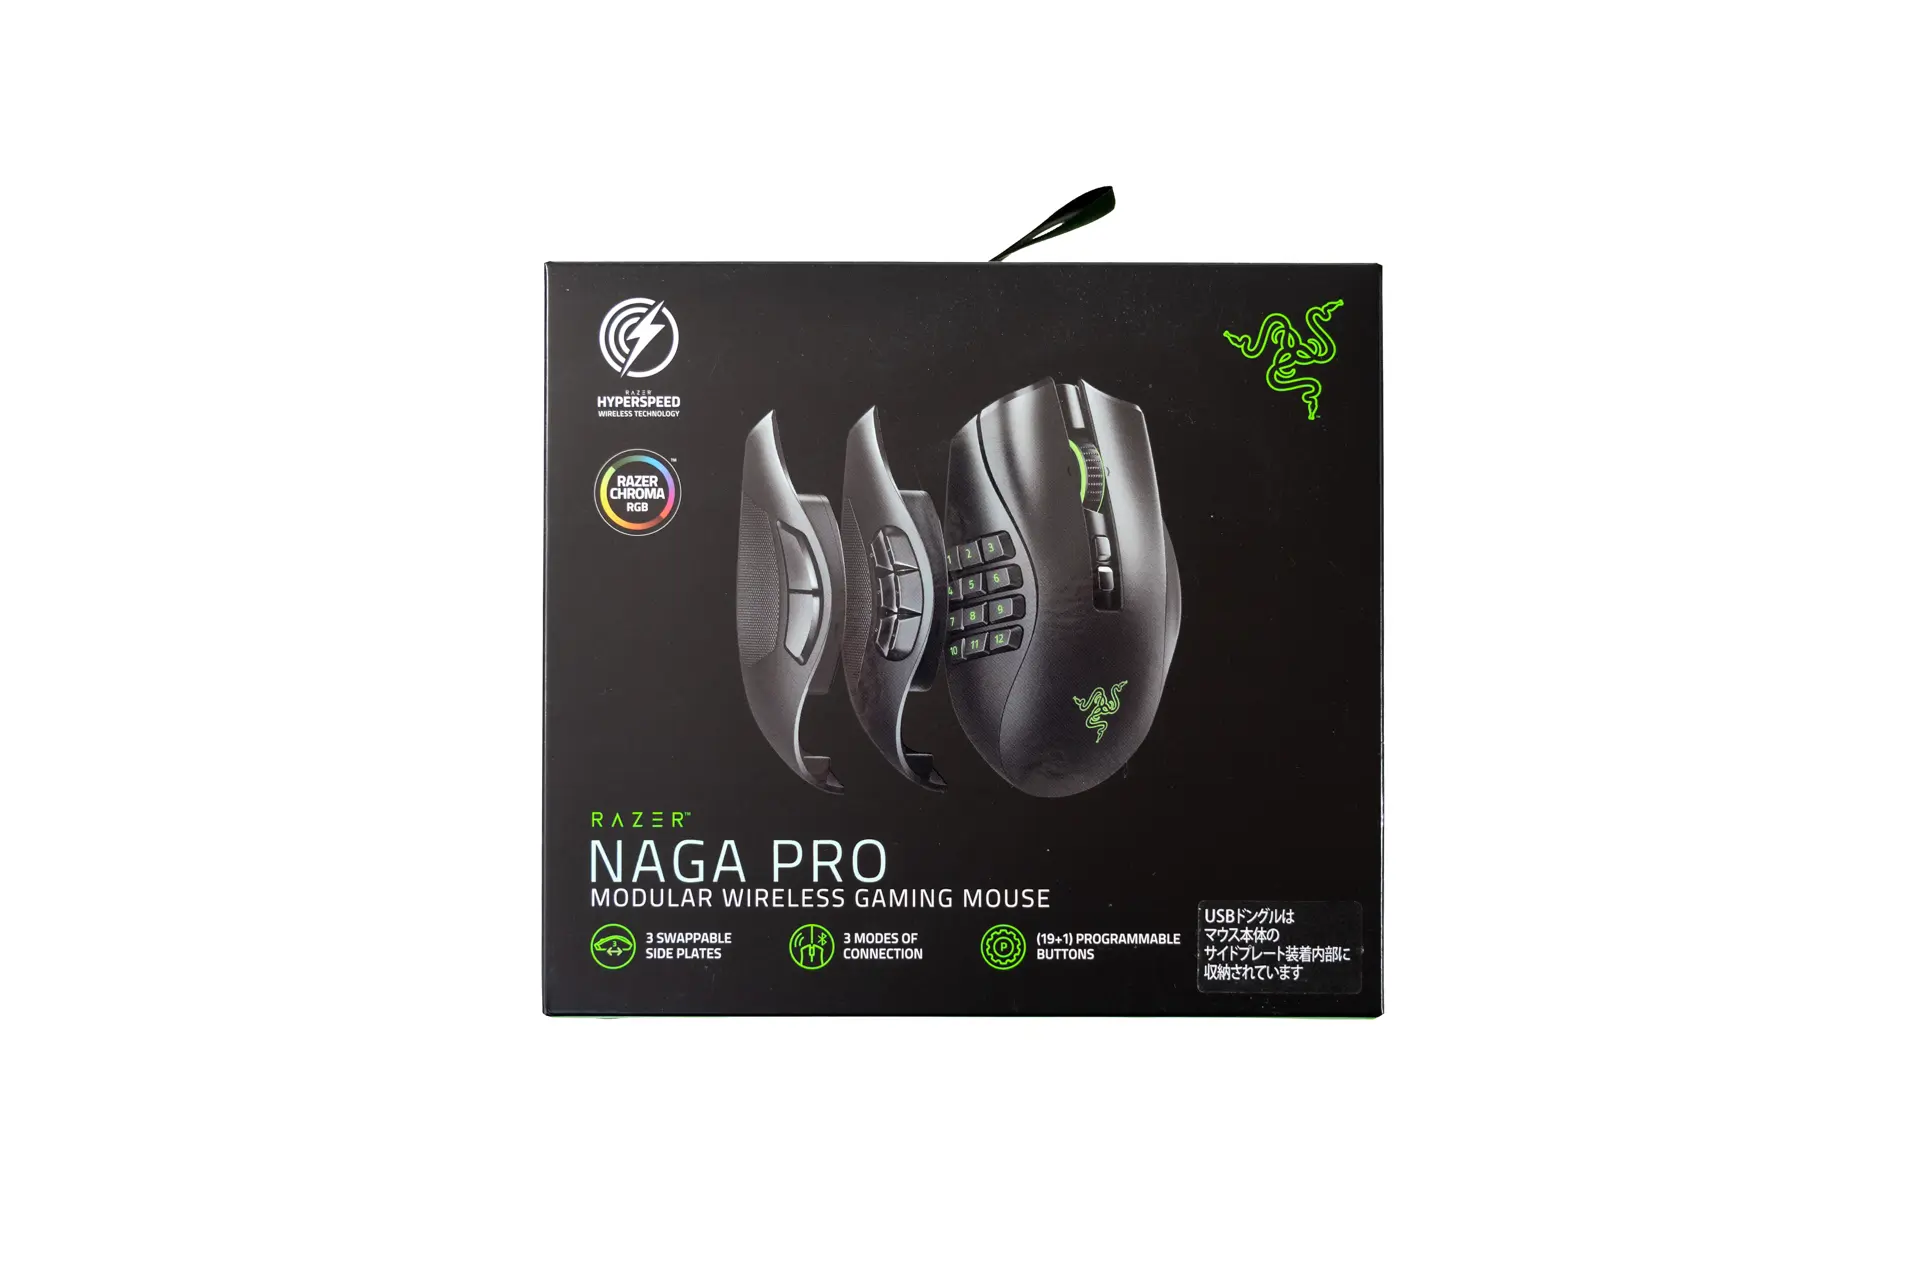 RAZER
HYPERSPEED
WIRELESS TECHNOLOGY
RAZER
CHROMA
RGB
™
1 2 3
4 5 6
7 8 9
10 11 12
RAZER™
NAGA PRO
MODULAR WIRELESS GAMING MOUSE
3
3 SWAPPABLE
SIDE PLATES
3 MODES OF
CONNECTION
P
(19+1) PROGRAMMABLE
BUTTONS
USBドングルは
マウス本体の
サイドプレート装着内部に
収納されています